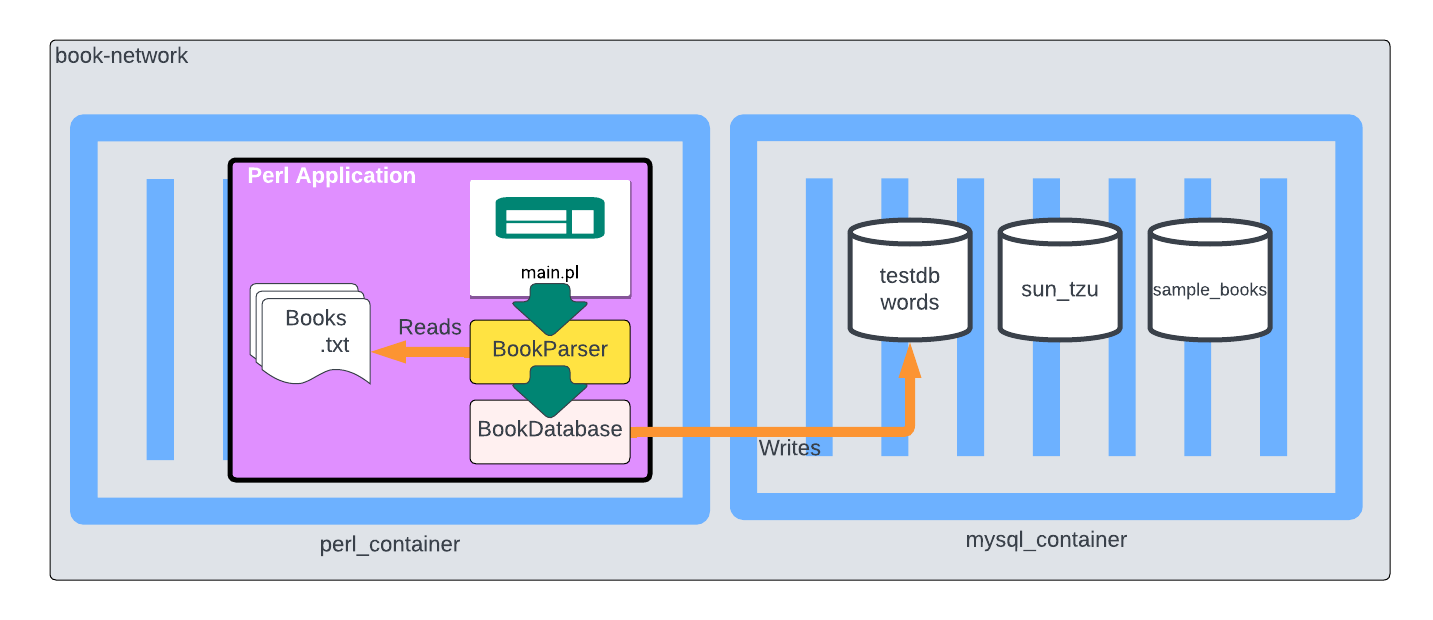 book-network
Perl Application
main.pl
Books
.txt
Reads
BookParser
BookDatabase
Writes
testdb
words
sun_tzu
sample_books
perl_container
mysql_container